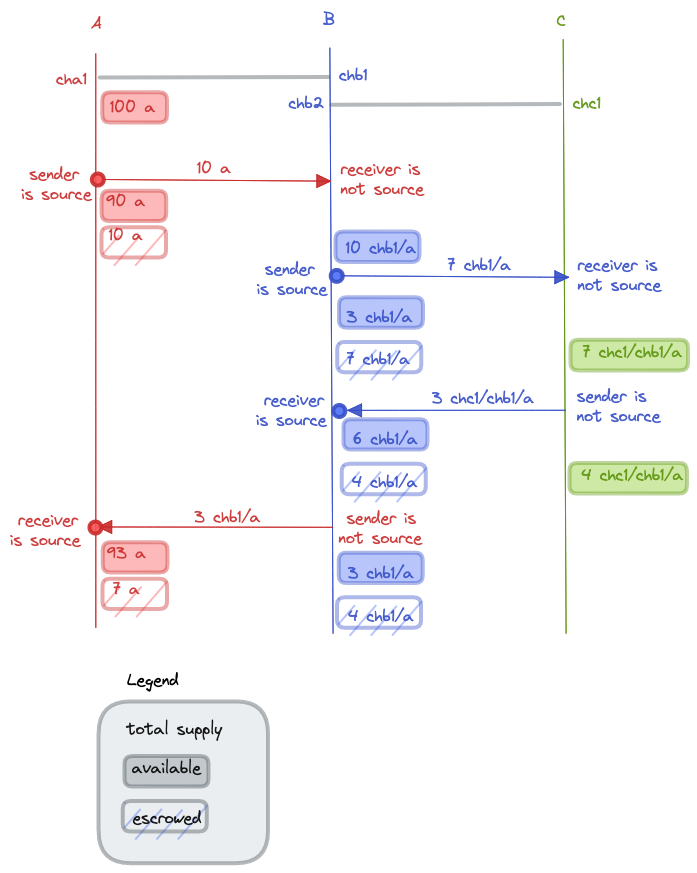 A
B
C
cha1
chb1
chb2
chc1
100 a
sender
is source
10 a
receiver is
not source
90 a
10 a
10 chb1/a
sender
is source
7 chb1/a
receiver is
not source
3 chb1/a
7 chb1/a
7 chc1/chb1/a
receiver
is source
3 chc1/chb1/a
sender is
not source
6 chb1/a
4 chb1/a
4 chc1/chb1/a
receiver
is source
3 chb1/a
sender is
not source
93 a
7 a
3 chb1/a
4 chb1/a
Legend
total supply
available
escrowed